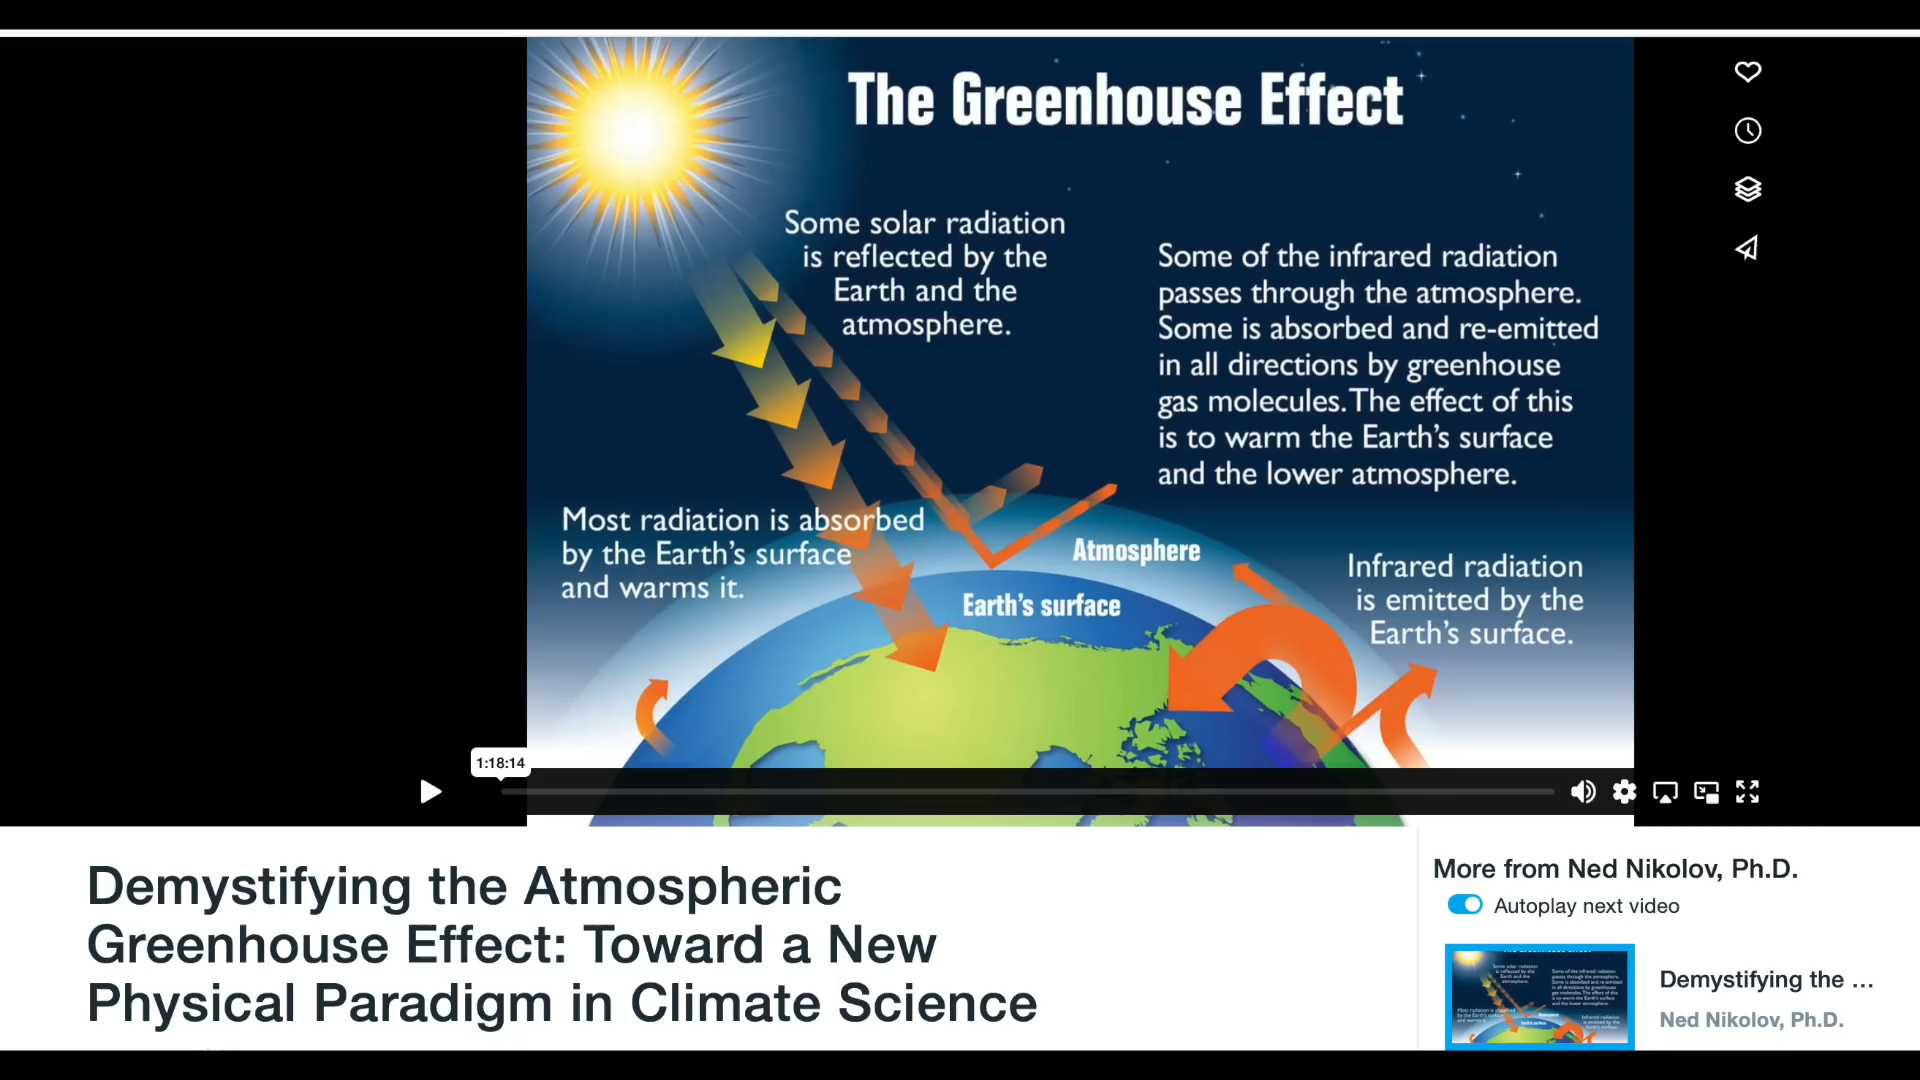 The Greenhouse Effect
Some solar radiation
is reflected by the
Earth and the
atmosphere.
Some of the infrared radiation
passes through the atmosphere.
Some is absorbed and re-emitted
in all directions by greenhouse
gas molecules. The effect of this
is to warm the Earth's surface
and the lower atmosphere.
Most radiation is absorbed
by the Earth's surface
and warms it.
Atmosphere
Earth's surface
Infrared radiation
is emitted by the
Earth's surface.
1:18:14
Demystifying the Atmospheric
Greenhouse Effect: Toward a New
Physical Paradigm in Climate Science
More from Ned Nikolov, Ph.D.
Autoplay next video
Demystifying the ...
Ned Nikolov, Ph.D.